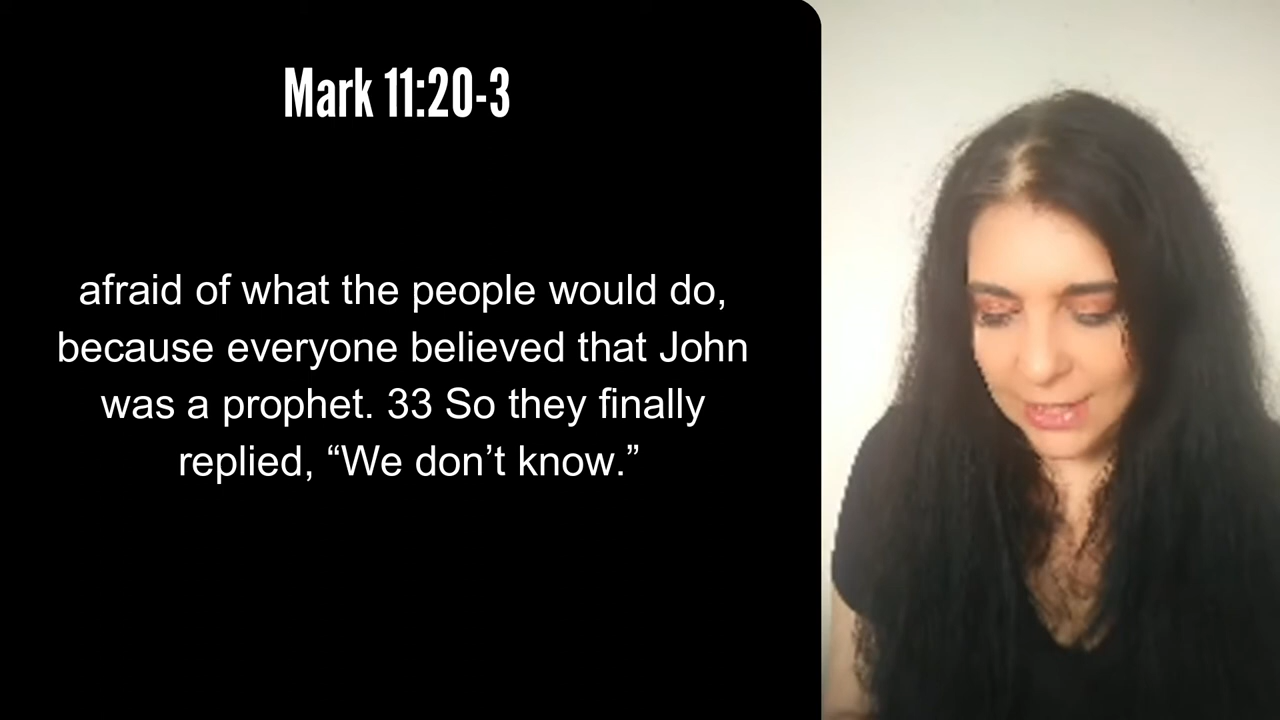 Mark 11:20-3
afraid of what the people would do,
because everyone believed that John
was a prophet. 33 So they finally
replied, “We don’t know.”